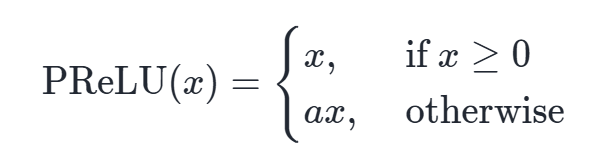 PReLU(x) = { x, if x ≥ 0
ax, otherwise